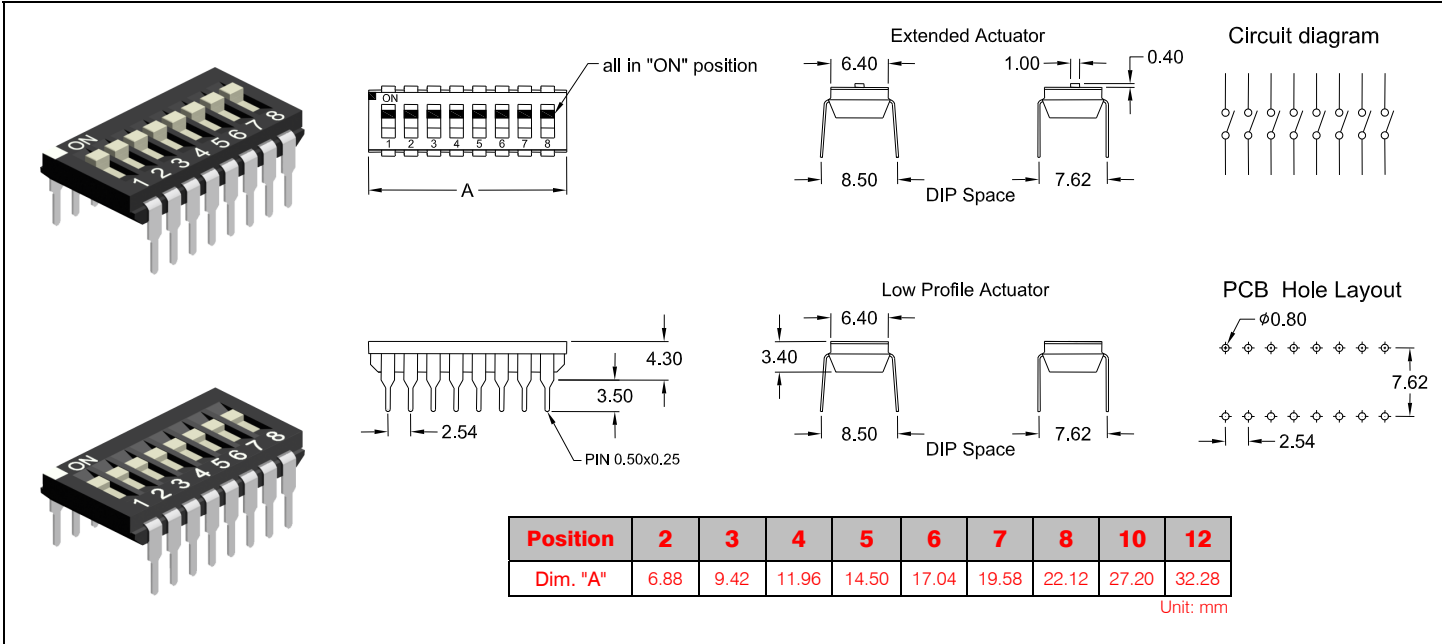 Extended Actuator
Circuit diagram
all in "ON" position
6.40
1.00
0.40
ON
1 2 3 4 5 6 7 8
A
8.50
7.62
DIP Space
ON
1 2 3 4 5 6 7 8
Low Profile Actuator
PCB Hole Layout
6.40
ø0.80
4.30
3.40
3.50
7.62
2.54
8.50
7.62
DIP Space
2.54
PIN 0.50x0.25
ON
1 2 3 4 5 6 7 8
Position 2 3 4 5 6 7 8 10 12
Dim. "A" 6.88 9.42 11.96 14.50 17.04 19.58 22.12 27.20 32.28
Unit: mm